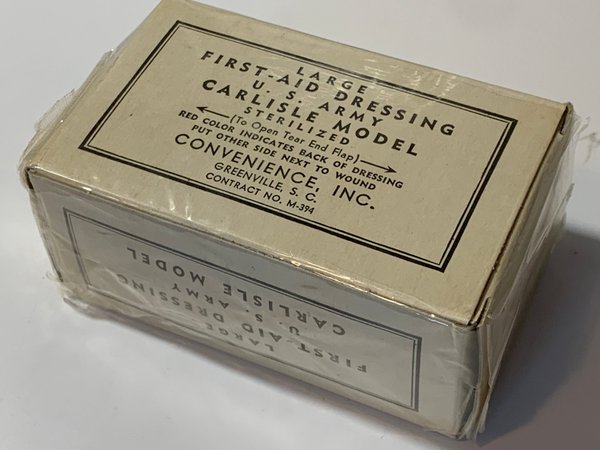 LARGE
FIRST-AID DRESSING
U. S. ARMY
CARLISLE MODEL
STERILIZED
(To Open Tear End Flap)
RED COLOR INDICATES BACK OF DRESSING
PUT OTHER SIDE NEXT TO WOUND
CONVENIENCE, INC.
GREENVILLE, S. C.
CONTRACT NO. M-394
LARGE
FIRST-AID DRESSING
U. S. ARMY
CARLISLE MODEL